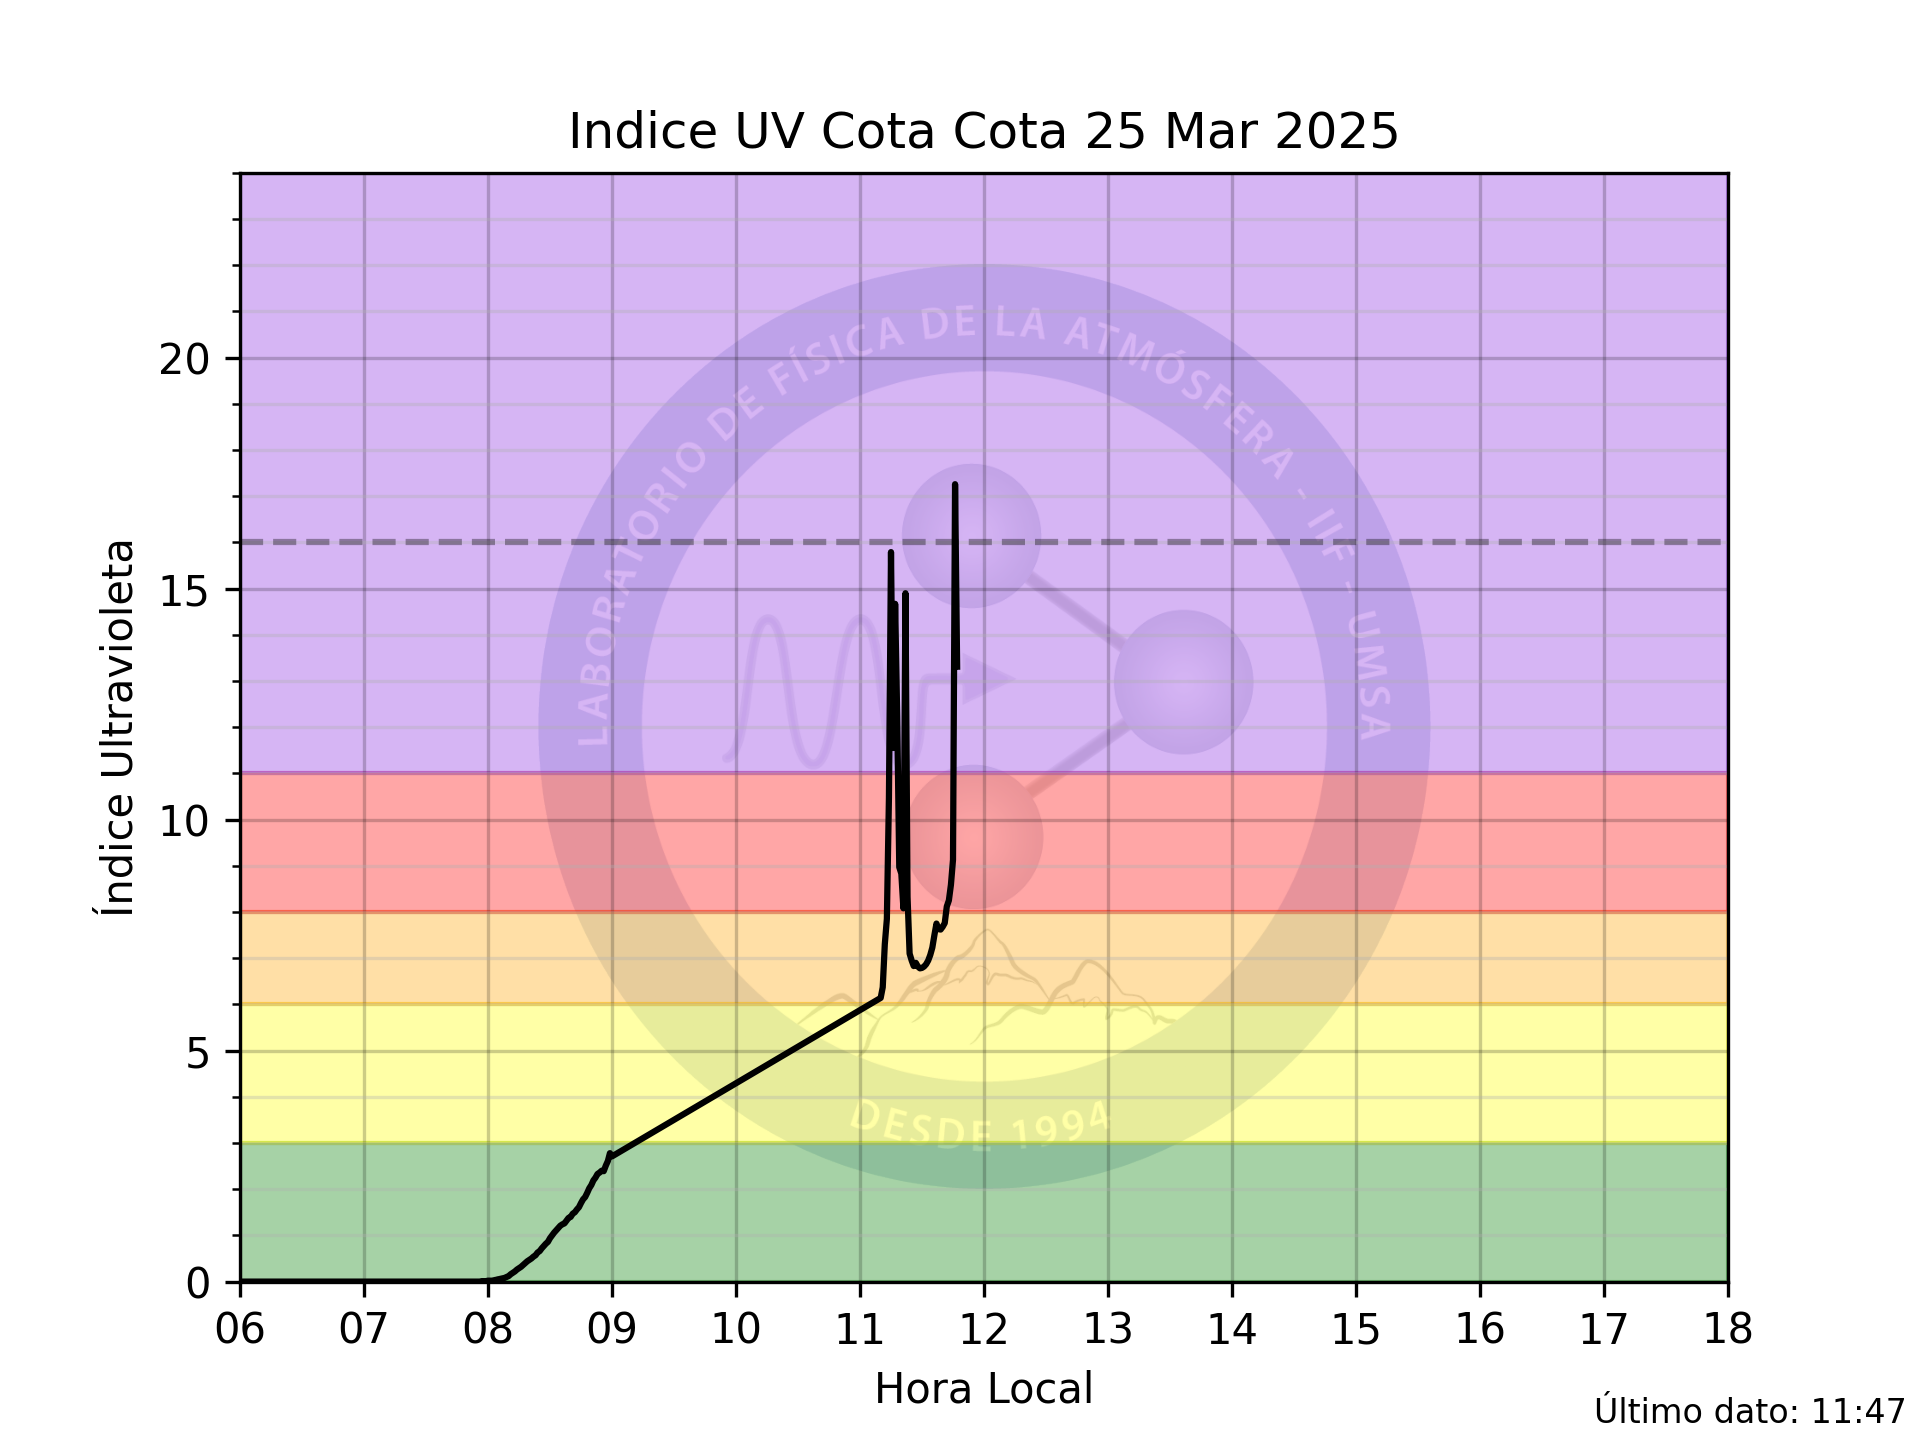 Indice UV Cota Cota 25 Mar 2025
Índice Ultravioleta
20
15
10
5
0
LABORATORIO DE FÍSICA DE LA ATMÓSFERA - IIF - UMSA
DESDE 1994
06 07 08 09 10 11 12 13 14 15 16 17 18
Hora Local
Último dato: 11:47